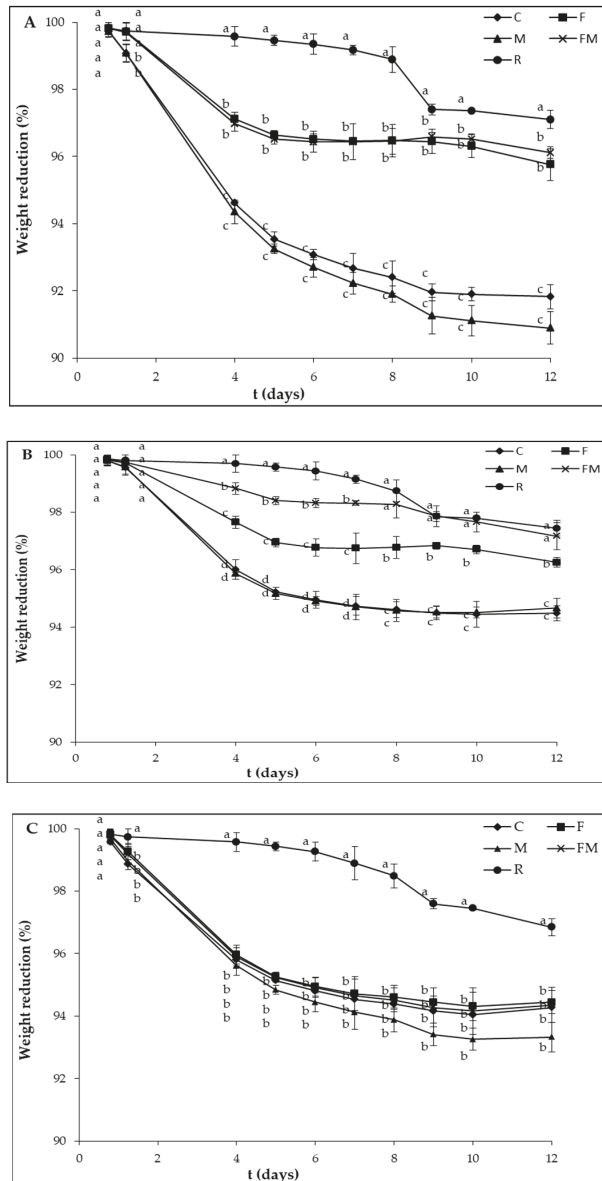 A
C F
M FM
R
100
98
96
94
92
90
Weight reduction (%)
a a
a a
a b
a b
a a a a a a a a
b b b b b b b b
b b b b b b b b
c c c c c c c c
c c c c c c c c
0 2 4 6 8 10 12
t (days)
B
C F
M FM
R
100
98
96
94
92
90
Weight reduction (%)
a a
a a
a a
a a
a a
a a a a a a a a
b b b b a a a a
c c c c b b b b
d d d d c c c c
d d d d c c c c
0 2 4 6 8 10 12
t (days)
C
C F
M FM
R
100
98
96
94
92
90
Weight reduction (%)
a a
a b
a b
a b
a b
a a a a a a a a
b b b b b b b b
b b b b b b b b
b b b b b b b b
b b b b b b b b
0 2 4 6 8 10 12
t (days)